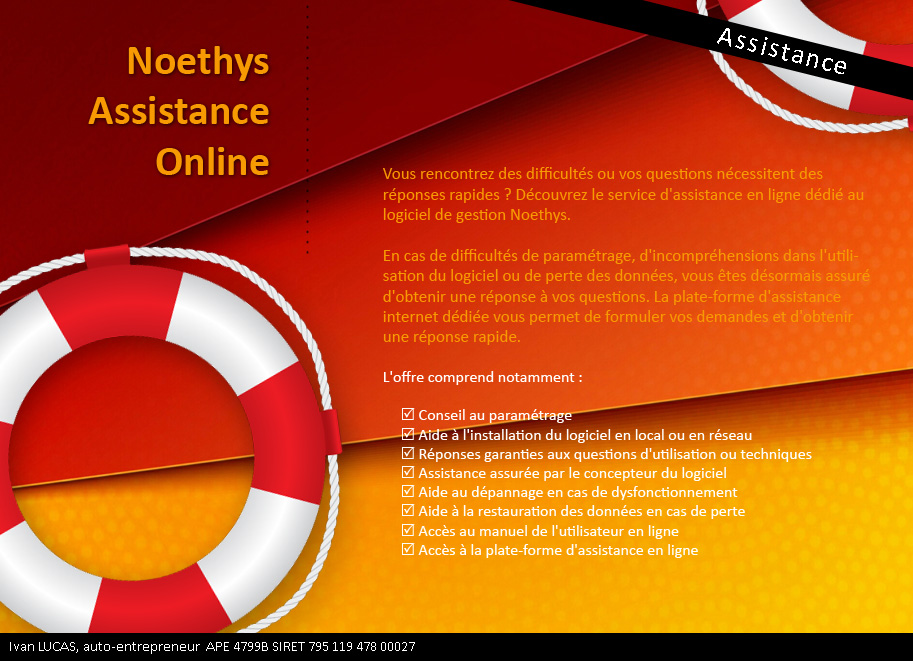 Noethys
Assistance
Online
Assistance
Vous rencontrez des difficultés ou vos questions nécessitent des
réponses rapides ? Découvrez le service d'assistance en ligne dédié au
logiciel de gestion Noethys.
En cas de difficultés de paramétrage, d'incompréhensions dans l'utili-
sation du logiciel ou de perte des données, vous êtes désormais assuré
d'obtenir une réponse à vos questions. La plate-forme d'assistance
internet dédiée vous permet de formuler vos demandes et d'obtenir
une réponse rapide.
L'offre comprend notamment :
☑ Conseil au paramétrage
☑ Aide à l'installation du logiciel en local ou en réseau
☑ Réponses garanties aux questions d'utilisation ou techniques
☑ Assistance assurée par le concepteur du logiciel
☑ Aide au dépannage en cas de dysfonctionnement
☑ Aide à la restauration des données en cas de perte
☑ Accès au manuel de l'utilisateur en ligne
☑ Accès à la plate-forme d'assistance en ligne
Ivan LUCAS, auto-entrepreneur APE 4799B SIRET 795 119 478 00027